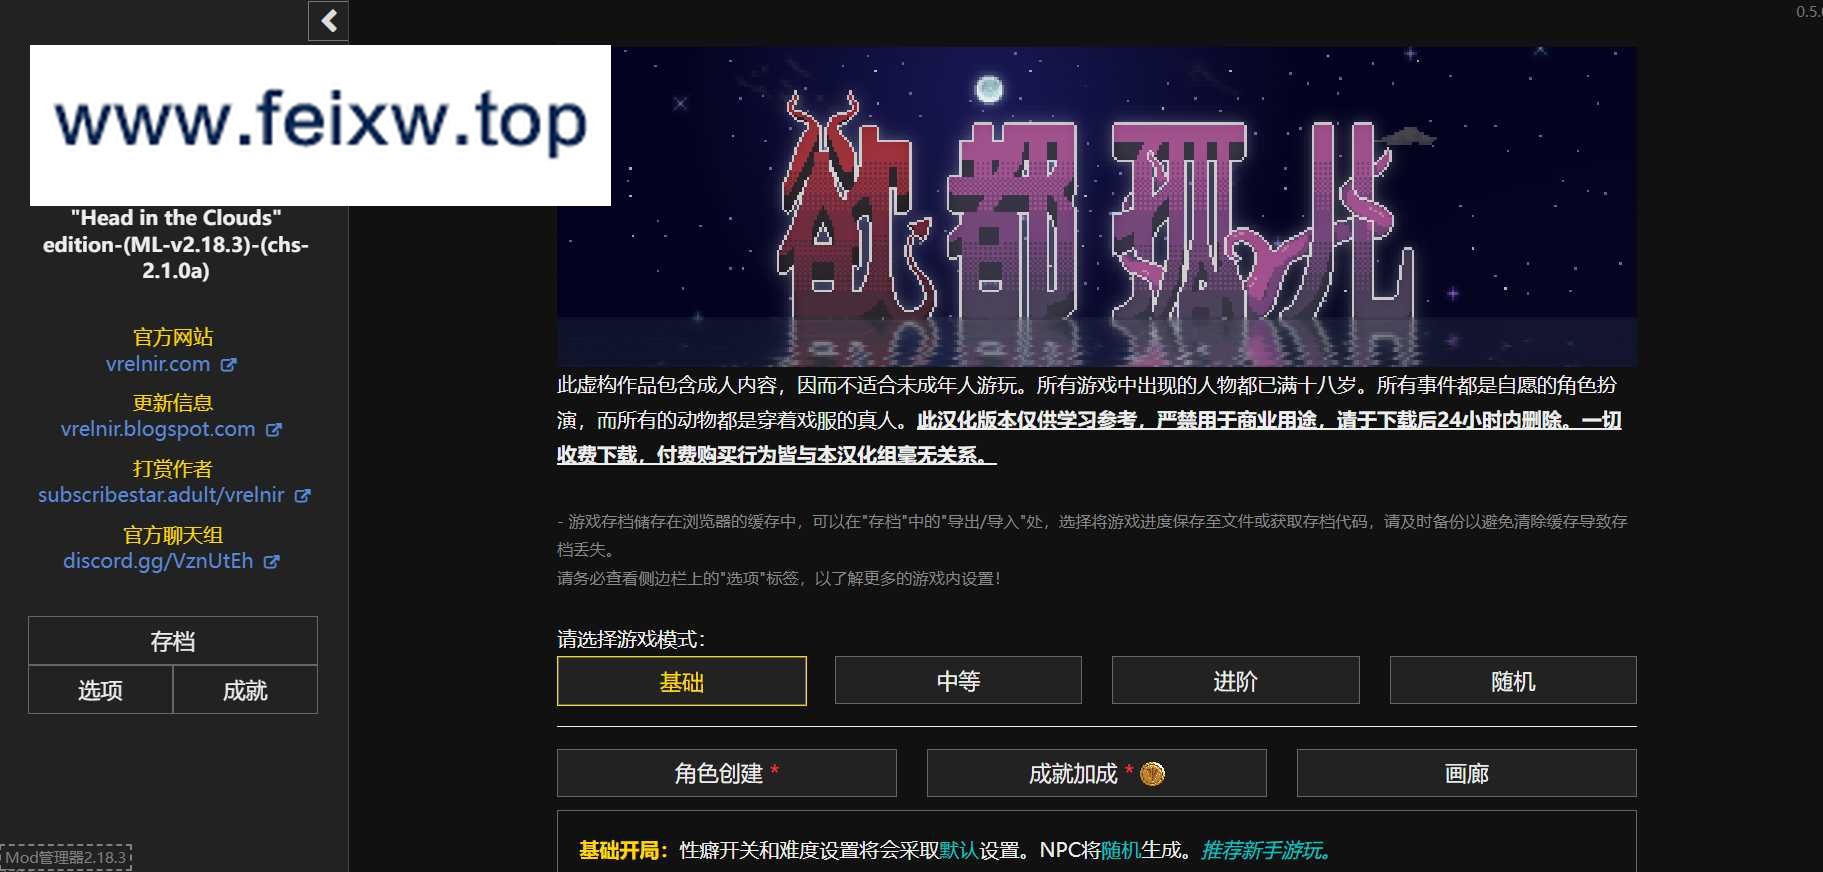 0.5.
www.feixw.top
欲都孤儿
"Head in the Clouds"
edition-(ML-v2.18.3)-(chs-
2.1.0a)
官方网站
vrelnir.com
更新信息
vrelnir.blogspot.com
打赏作者
subscribestar.adult/vrelnir
官方聊天组
discord.gg/VznUtEh
存档
选项
成就
Mod管理器2.18.3
此虚构作品包含成人内容，因而不适合未成年人游玩。所有游戏中出现的人物都已满十八岁。所有事件都是自愿的角色扮
演，而所有的动物都是穿着戏服的真人。此汉化版本仅供学习参考，严禁用于商业用途，请于下载后24小时内删除。一切
收费下载，付费购买行为皆与本汉化组毫无关系。
- 游戏存档储存在浏览器的缓存中，可以在"存档"中的"导出/导入"处，选择将游戏进度保存至文件或获取存档代码，请及时备份以避免清除缓存导致存
档丢失。
请务必查看侧边栏上的"选项"标签，以了解更多的游戏内设置！
请选择游戏模式：
基础
中等
进阶
随机
角色创建 *
成就加成 *
画廊
基础开局：性癖开关和难度设置将会采取默认设置。NPC将随机生成。推荐新手游玩。